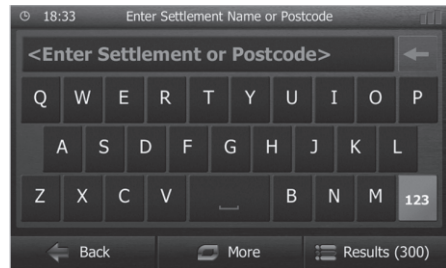 18:33 Enter Settlement Name or Postcode
<Enter Settlement or Postcode>
Q W E R T Y U I O P
A S D F G H J K L
Z X C V B N M 123
Back More Results (300)